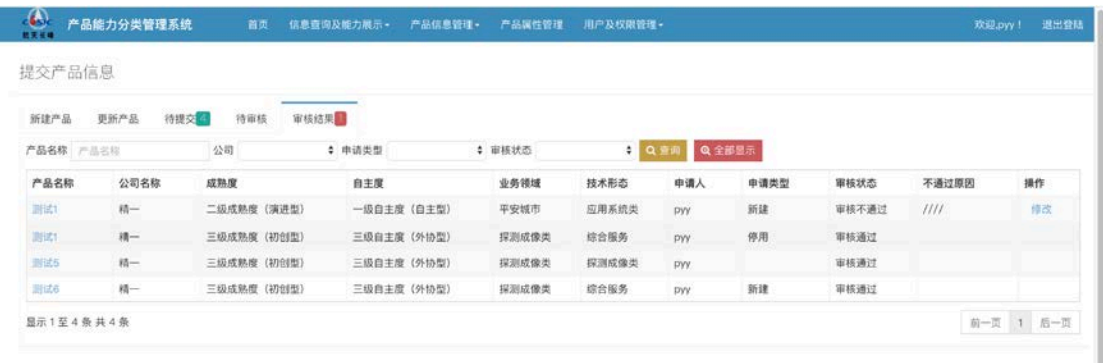 CASIC
航天长峰
产品能力分类管理系统 首页 信息查询及能力展示 产品信息管理 产品属性管理 用户及权限管理 欢迎,pyy! 退出登陆
提交产品信息
新建产品 更新产品 待提交 4 待审核 审核结果 1
产品名称 产品名称 公司 申请类型 审核状态 查询 全部显示
产品名称 公司名称 成熟度 自主度 业务领域 技术形态 申请人 申请类型 审核状态 不通过原因 操作
测试1 精一 二级成熟度(演进型) 一级自主度(自主型) 平安城市 应用系统类 pyy 新建 审核不通过 //// 修改
测试1 精一 三级成熟度(初创型) 三级自主度(外协型) 探测成像类 综合服务 pyy 停用 审核通过
测试5 精一 三级成熟度(初创型) 三级自主度(外协型) 探测成像类 探测成像类 pyy 审核通过
测试6 精一 三级成熟度(初创型) 三级自主度(外协型) 探测成像类 综合服务 pyy 新建 审核通过
显示 1 至 4 条 共 4 条 前一页 1 后一页